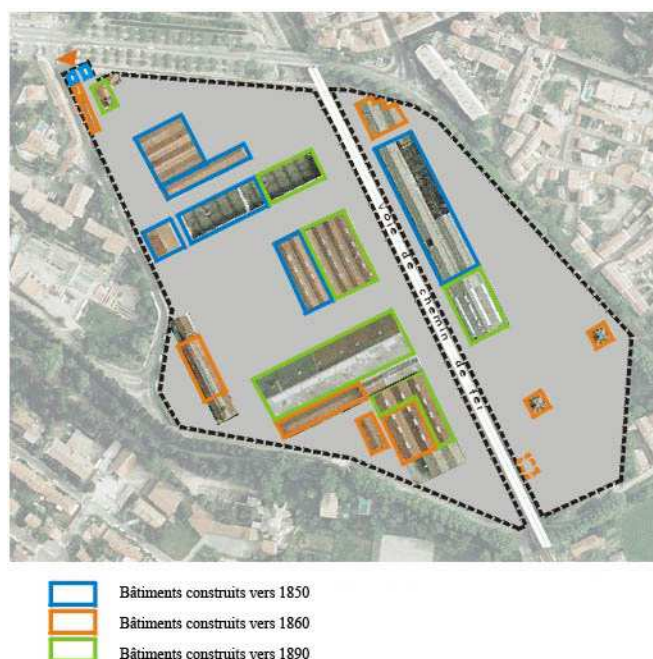 Voie de chemin de fer
Bâtiments construits vers 1850
Bâtiments construits vers 1860
Bâtiments construits vers 1890